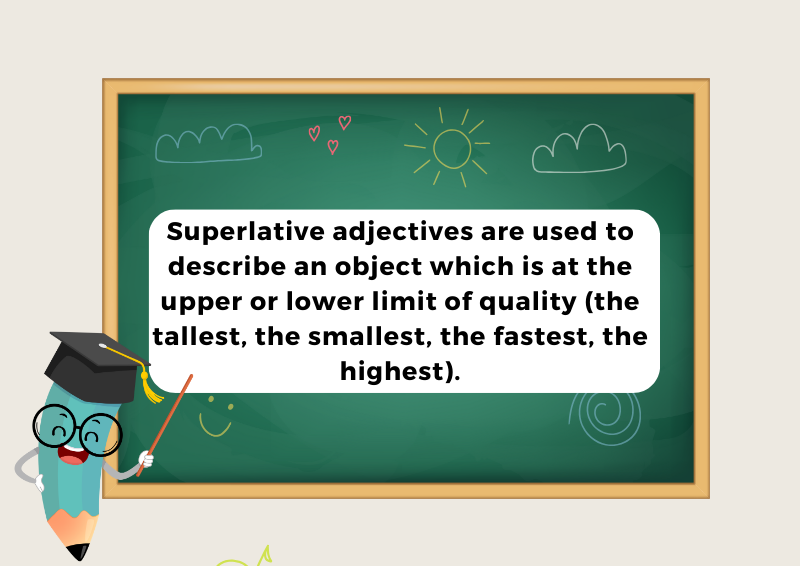 Superlative adjectives are used to
describe an object which is at the
upper or lower limit of quality (the
tallest, the smallest, the fastest, the
highest).